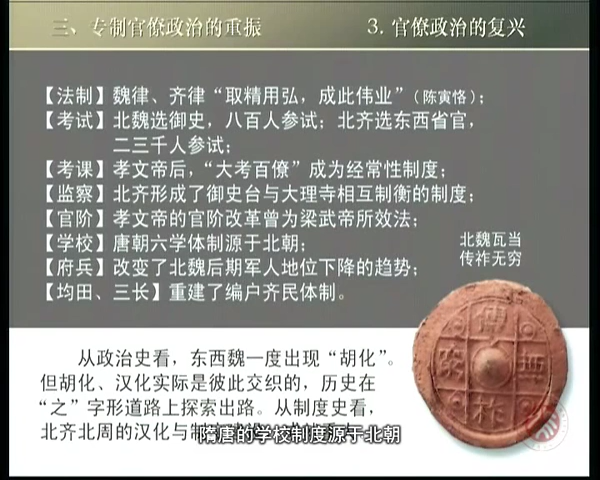 三、专制官僚政治的重振
3. 官僚政治的复兴
【法制】魏律、齐律“取精用弘，成此伟业”（陈寅恪）；
【考试】北魏选御史，八百人参试；北齐选东西省官，
二三千人参试；
【考课】孝文帝后，“大考百僚”成为经常性制度；
【监察】北齐形成了御史台与大理寺相互制衡的制度；
【官阶】孝文帝的官阶改革曾为梁武帝所效法；
【学校】唐朝六学体制源于北朝；
【府兵】改变了北魏后期军人地位下降的趋势；
【均田、三长】重建了编户齐民体制。
北魏瓦当
传祚无穷
从政治史看，东西魏一度出现“胡化”。
但胡化、汉化实际是彼此交织的，历史在
“之”字形道路上探索出路。从制度史看，
北齐北周的汉化与制
隋唐的学校制度源于北朝
傳祚無窮